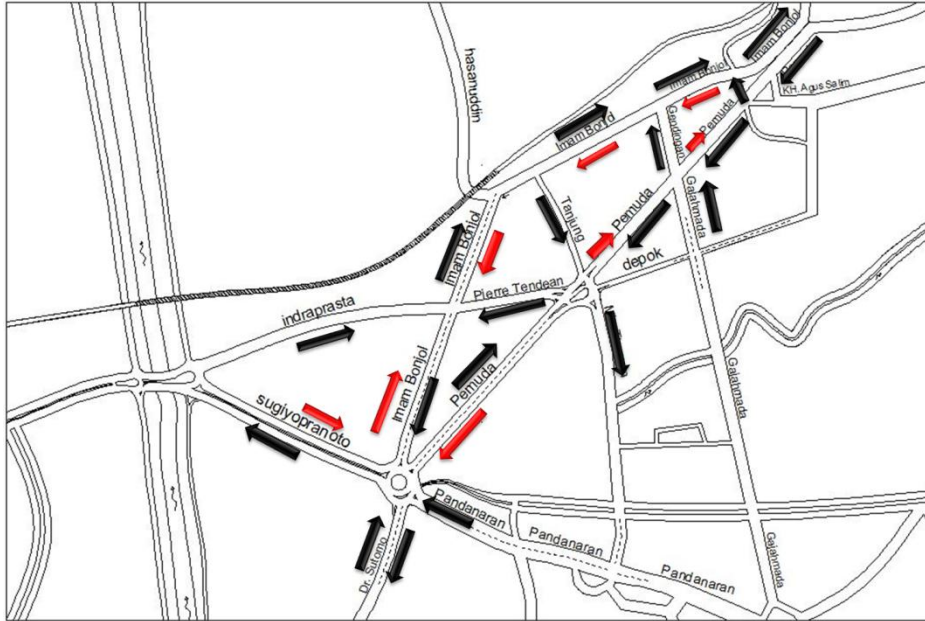 Imam Bonjol
hasanuddin
Imam Bonjol
KH. Agus Salim
Imam Bonjol
Gendingan
Pemuda
Gajahmada
Tanjung
Pemuda
Imam Bonjol
depok
Pierre Tendean
indraprasta
Imam Bonjol
Pemuda
Gajahmada
sugiyopranoto
Pandanaran
Pandanaran
Gajahmada
Pandanaran
Dr. Sutomo